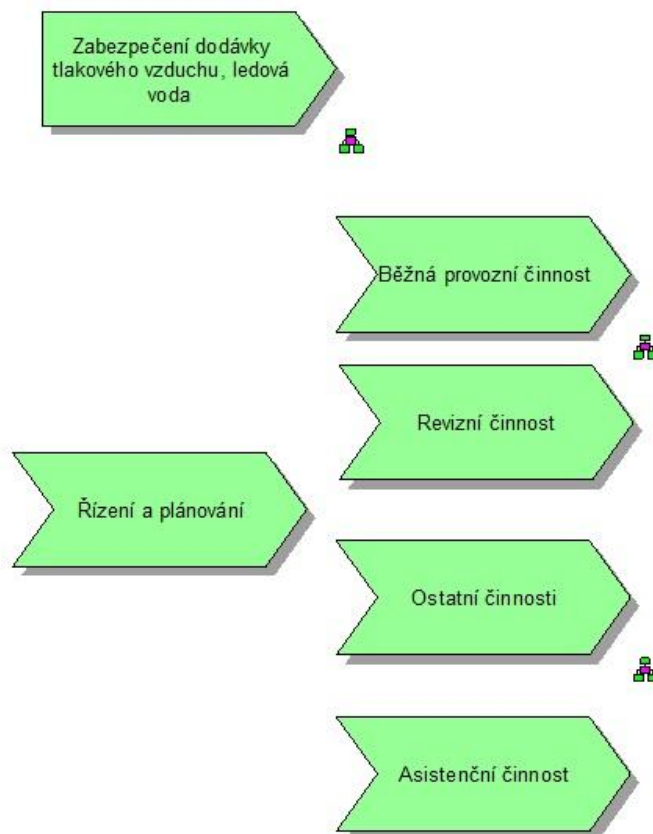 Zabezpečení dodávky
tlakového vzduchu, ledová
voda
Běžná provozní činnost
Revizní činnost
Řízení a plánování
Ostatní činnosti
Asistenční činnost